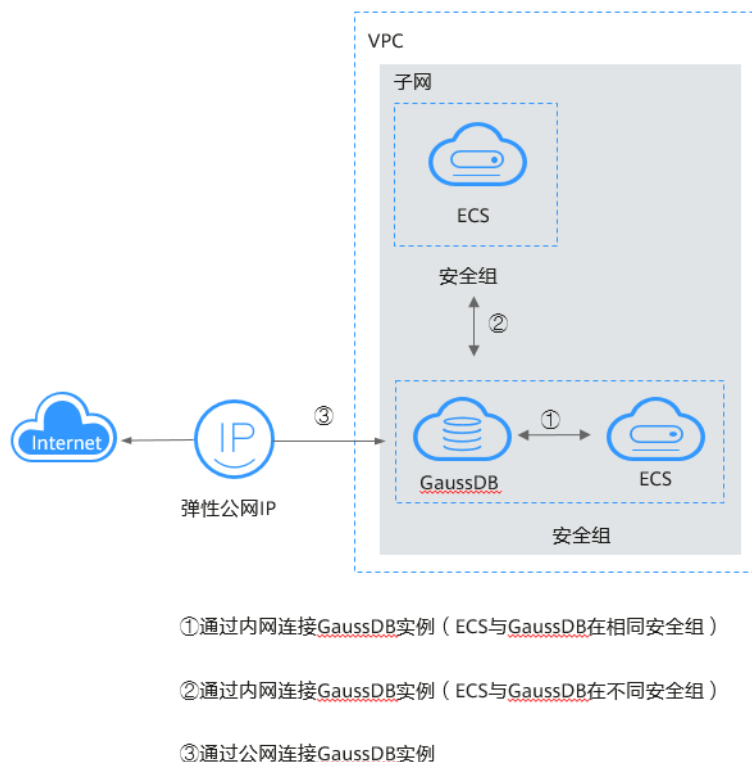 VPC
子网
ECS
安全组
②
③
①
Internet
IP
GaussDB
ECS
弹性公网IP
安全组
①通过内网连接GaussDB实例（ECS与GaussDB在相同安全组）
②通过内网连接GaussDB实例（ECS与GaussDB在不同安全组）
③通过公网连接GaussDB实例